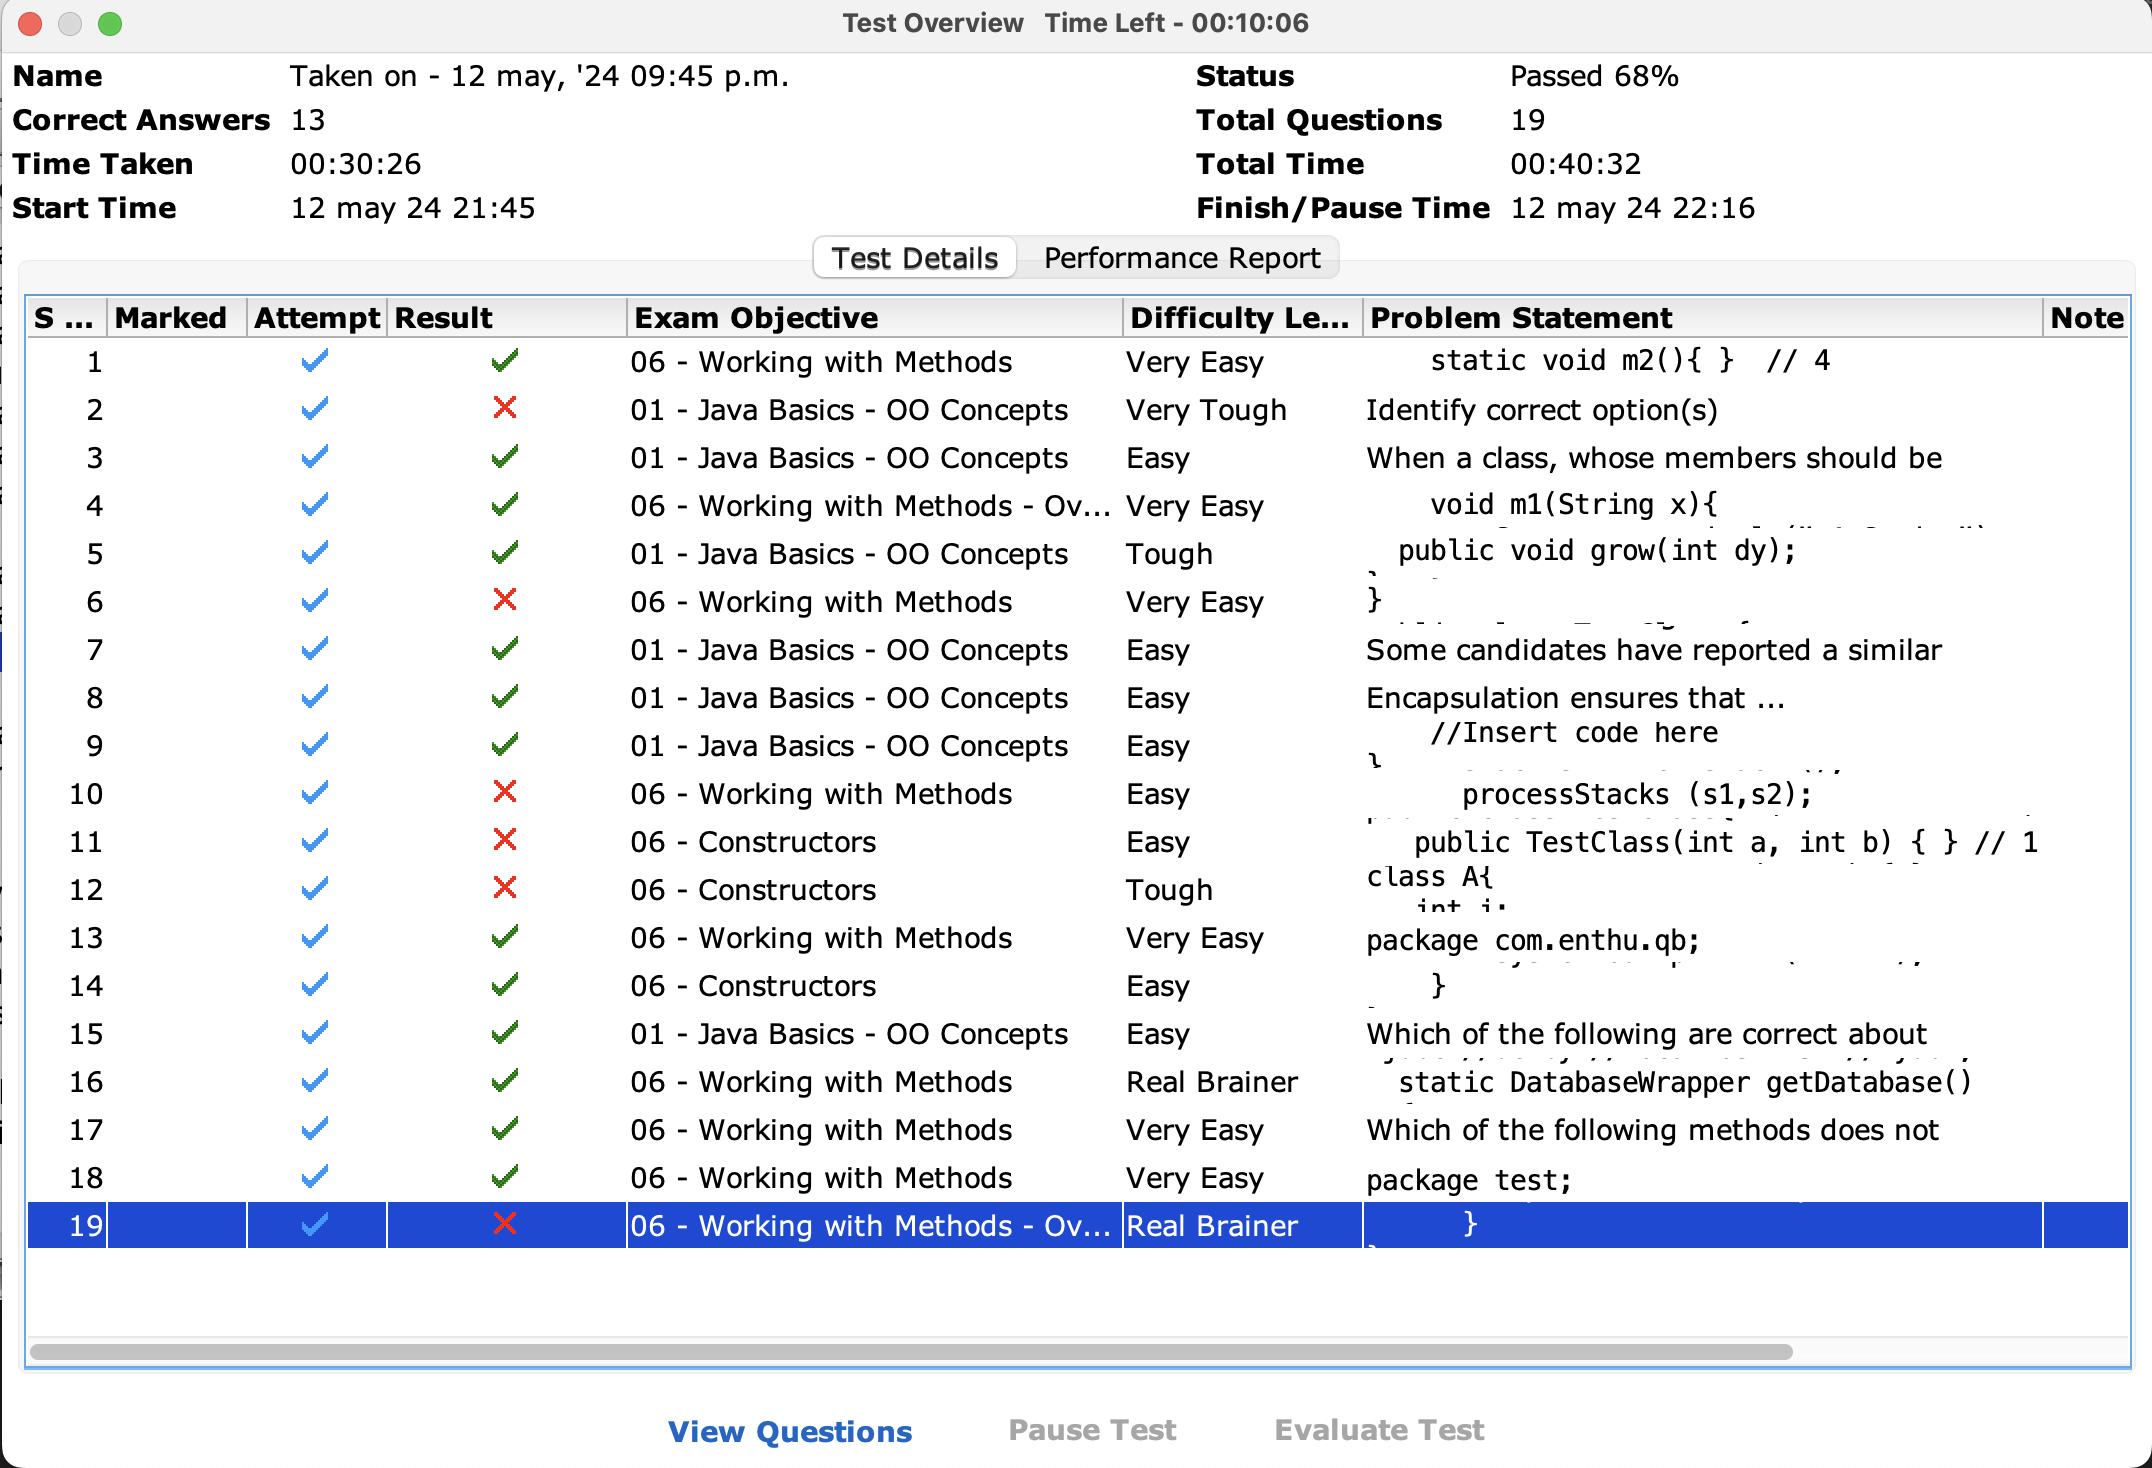 Test Overview Time Left - 00:10:06
Name Taken on - 12 may, '24 09:45 p.m. Status Passed 68%
Correct Answers 13 Total Questions 19
Time Taken 00:30:26 Total Time 00:40:32
Start Time 12 may 24 21:45 Finish/Pause Time 12 may 24 22:16
Test Details Performance Report
S ... Marked Attempt Result Exam Objective Difficulty Le... Problem Statement Note
1 06 - Working with Methods Very Easy static void m2(){ } // 4
2 01 - Java Basics - OO Concepts Very Tough Identify correct option(s)
3 01 - Java Basics - OO Concepts Easy When a class, whose members should be
4 06 - Working with Methods - Ov... Very Easy void m1(String x){
5 01 - Java Basics - OO Concepts Tough public void grow(int dy);
6 06 - Working with Methods Very Easy }
7 01 - Java Basics - OO Concepts Easy Some candidates have reported a similar
8 01 - Java Basics - OO Concepts Easy Encapsulation ensures that ...
9 01 - Java Basics - OO Concepts Easy //Insert code here
}
10 06 - Working with Methods Easy processStacks (s1,s2);
11 06 - Constructors Easy public TestClass(int a, int b) { } // 1
12 06 - Constructors Tough class A{
int i;
13 06 - Working with Methods Very Easy package com.enthu.qb;
14 06 - Constructors Easy }
15 01 - Java Basics - OO Concepts Easy Which of the following are correct about
16 06 - Working with Methods Real Brainer static DatabaseWrapper getDatabase()
17 06 - Working with Methods Very Easy Which of the following methods does not
18 06 - Working with Methods Very Easy package test;
19 06 - Working with Methods - Ov... Real Brainer }
View Questions Pause Test Evaluate Test